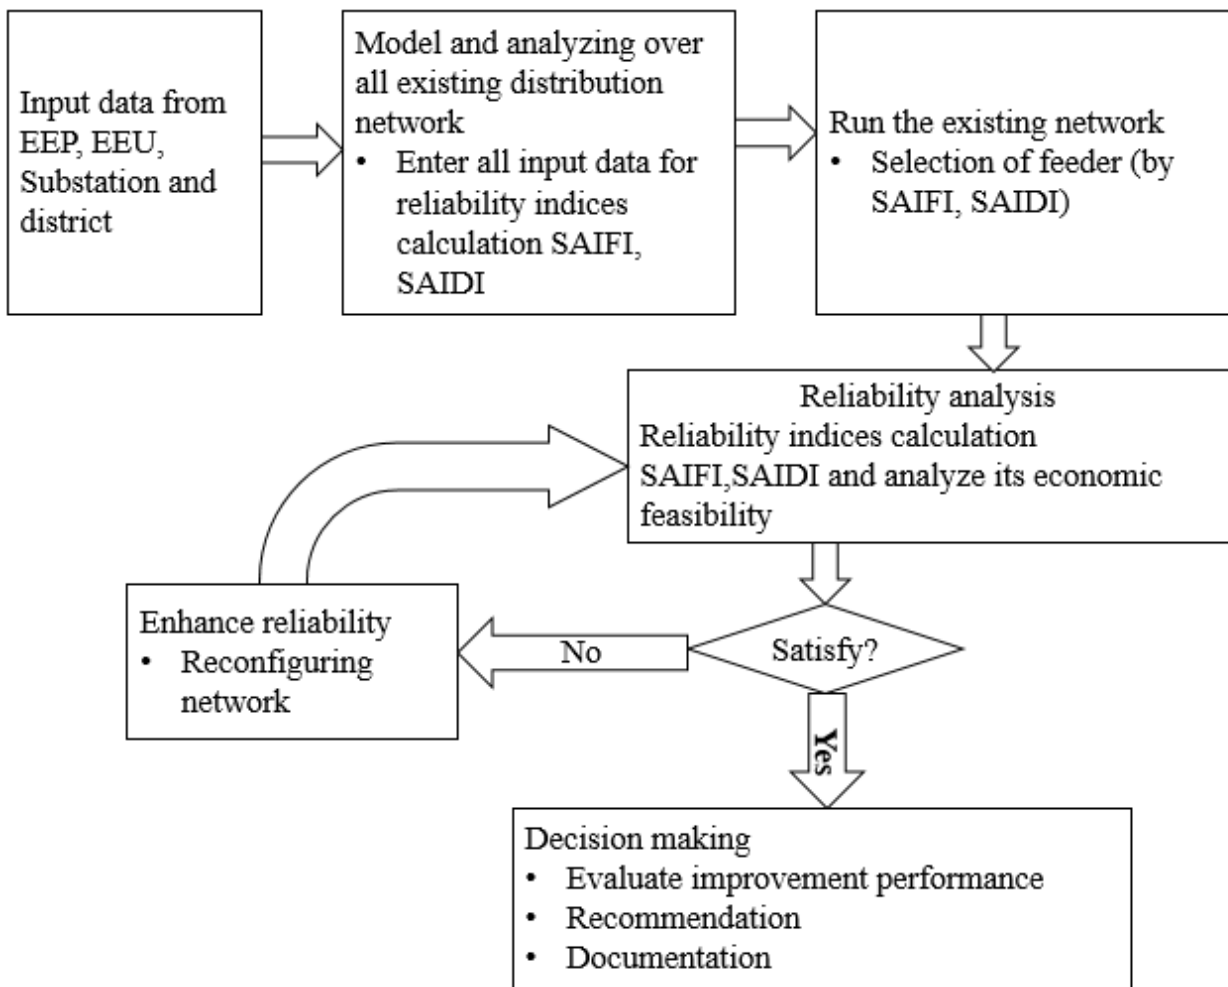 Input data from
EEP, EEU,
Substation and
district
Model and analyzing over
all existing distribution
network
• Enter all input data for
reliability indices
calculation SAIFI,
SAIDI
Run the existing network
• Selection of feeder (by
SAIFI, SAIDI)
Reliability analysis
Reliability indices calculation
SAIFI,SAIDI and analyze its economic
feasibility
Satisfy?
No
Enhance reliability
• Reconfiguring
network
Yes
Decision making
• Evaluate improvement performance
• Recommendation
• Documentation